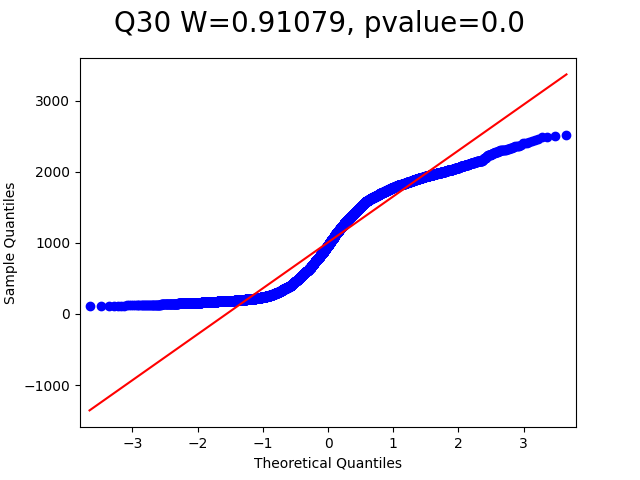 Q30 W=0.91079, pvalue=0.0
3000
2000
1000
0
−1000
Sample Quantiles
−3 −2 −1 0 1 2 3
Theoretical Quantiles